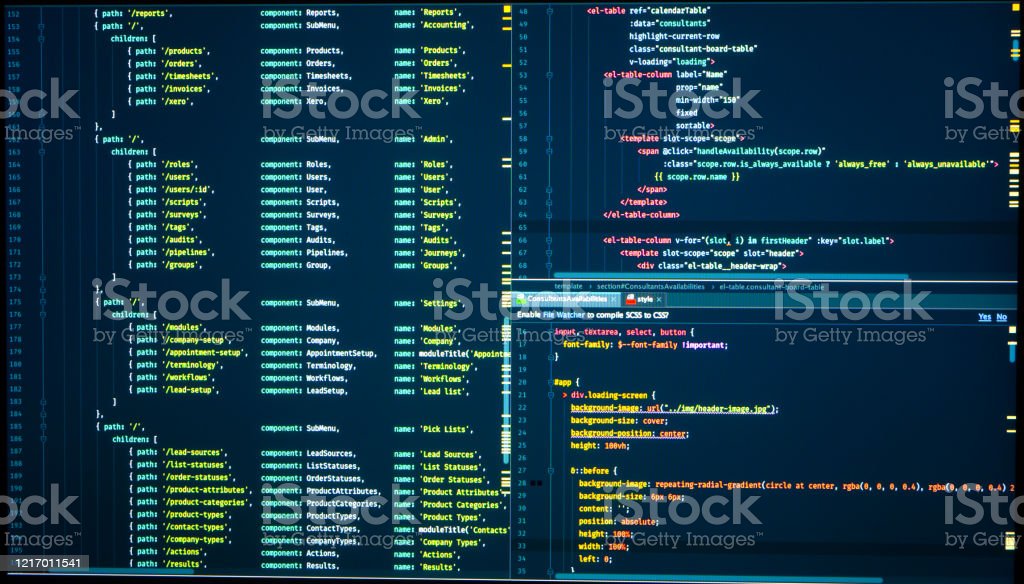 152 { path: '/reports', component: Reports, name: 'Reports',
153 { path: '/', component: SubMenu, name: 'Accounting',
154 children: [
{ path: '/products', component: Products, name: 'Products',
{ path: '/orders', component: Orders, name: 'Orders',
{ path: '/timesheets', component: Timesheets, name: 'Timesheets',
{ path: '/invoices', component: Invoices, name: 'Invoices',
{ path: '/xero', component: Xero, name: 'Xero',
]
},
{ path: '/', component: SubMenu, name: 'Admin',
163 children: [
164 { path: '/roles', component: Roles, name: 'Roles',
165 { path: '/users', component: Users, name: 'Users',
166 { path: '/users/:id', component: User, name: 'User',
167 { path: '/scripts', component: Scripts, name: 'Scripts',
168 { path: '/surveys', component: Surveys, name: 'Surveys',
169 { path: '/tags', component: Tags, name: 'Tags',
170 { path: '/audits', component: Audits, name: 'Audits',
171 { path: '/pipelines', component: Pipelines, name: 'Journeys',
172 { path: '/groups', component: Group, name: 'Groups',
173 ]
174 },
175 { path: '/', component: SubMenu, name: 'Settings',
176 children: [
177 { path: '/modules', component: Modules, name: 'Modules',
178 { path: '/company-setup', component: Company, name: 'Company',
179 { path: '/appointment-setup', component: AppointmentSetup, name: moduleTitle('Appointm
180 { path: '/terminology', component: Terminology, name: 'Terminology',
181 { path: '/workflows', component: Workflows, name: 'Workflows',
182 { path: '/lead-setup', component: LeadSetup, name: 'Lead list',
183 ]
184 },
185 { path: '/', component: SubMenu, name: 'Pick Lists',
186 children: [
{ path: '/lead-sources', component: LeadSources, name: 'Lead Sources',
{ path: '/list-statuses', component: ListStatuses, name: 'List Statuses',
{ path: '/order-statuses', component: OrderStatuses, name: 'Order Statuses',
{ path: '/product-attributes', component: ProductAttributes, name: 'Product Attributes'
{ path: '/product-categories', component: ProductCategories, name: 'Product Categories',
{ path: '/product-types', component: ProductTypes, name: 'Product Types',
{ path: '/contact-types', component: ContactTypes, name: moduleTitle('Contacts
{ path: '/company-types', component: CompanyTypes, name: 'Company Types',
{ path: '/actions', component: Actions, name: 'Actions',
{ path: '/results', component: Results, name: 'Results',
48 <el-table ref="calendarTable"
49 :data="consultants"
50 highlight-current-row
51 class="consultant-board-table"
52 v-loading="loading">
53 <el-table-column label="Name"
54 prop="name"
55 min-width="150"
56 fixed
57 sortable>
58 <template slot-scope="scope">
59 <span @click="handleAvailability(scope.row)"
60 :class="scope.row.is_always_available ? 'always_free' : 'always_unavailable'">
61 {{ scope.row.name }}
62 </span>
63 </template>
64 </el-table-column>
65
66 <el-table-column v-for="(slot, i) in firstHeader" :key="slot.label">
67 <template slot-scope="scope" slot="header">
68 <div class="el-table__header-wrap">
template › section#ConsultantsAvailabilities › el-table.consultant-board-table
ConsultantsAvailabilities × style ×
Enable File Watcher to compile SCSS to CSS? Yes No
16 input, textarea, select, button {
17 font-family: $--font-family !important;
18 }
19
20 #app {
21 > div.loading-screen {
22 background-image: url("../img/header-image.jpg");
23 background-size: cover;
24 background-position: center;
25 height: 100vh;
26
27 &::before {
28 background-image: repeating-radial-gradient(circle at center, rgba(0, 0, 0, 0.4), rgba(0, 0, 0, 0.4) 2
29 background-size: 6px 6px;
30 content: '';
31 position: absolute;
32 height: 100%;
33 width: 100%;
34 left: 0;
35 }
iStock
by Getty Images™
1217011541